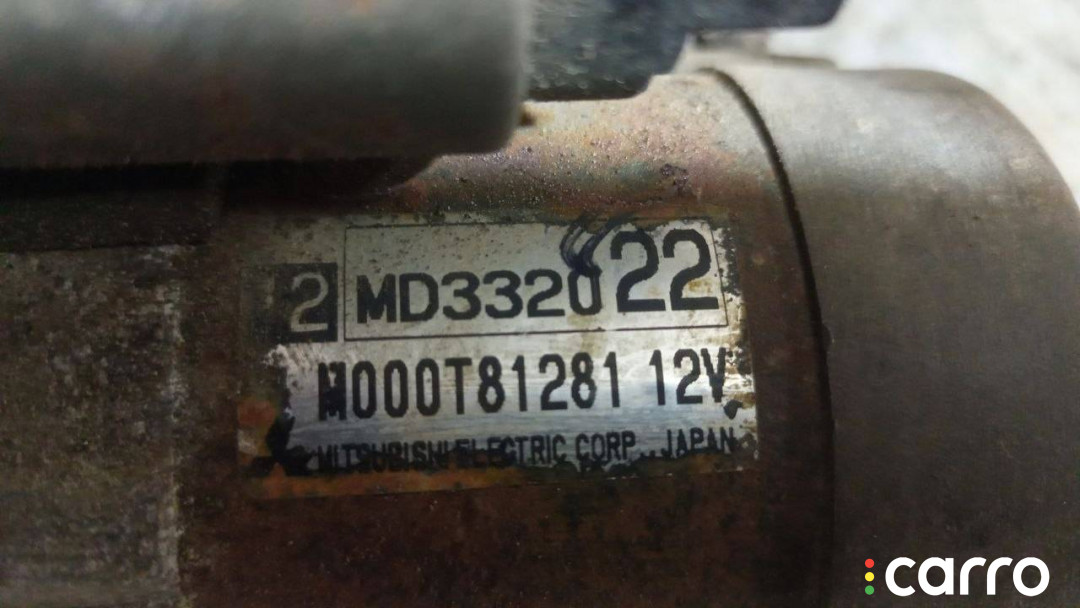 2 MD332022
M000T81281 12V
MITSUBISHI ELECTRIC CORP., JAPAN
carro